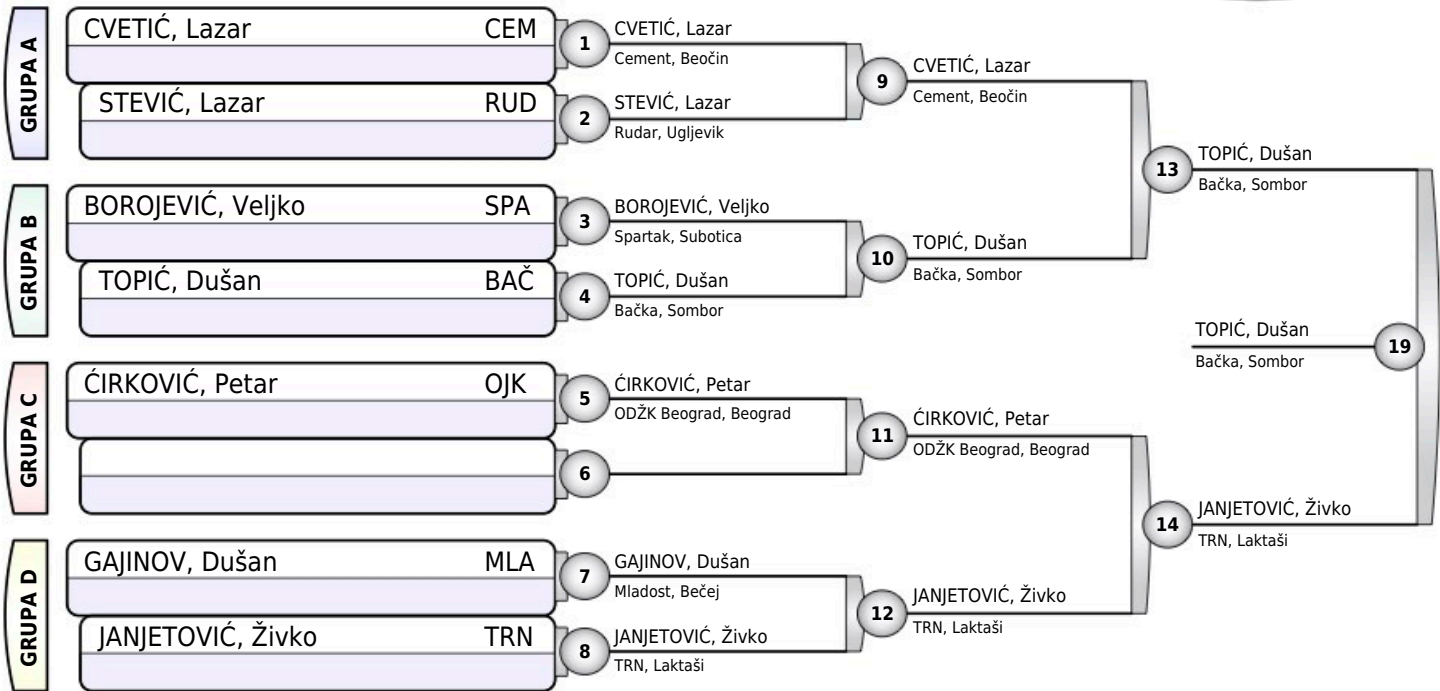 GRUPA A
CVETIĆ, Lazar CEM
STEVIĆ, Lazar RUD
1
CVETIĆ, Lazar
Cement, Beočin
2
STEVIĆ, Lazar
Rudar, Ugljevik
9
CVETIĆ, Lazar
Cement, Beočin
GRUPA B
BOROJEVIĆ, Veljko SPA
TOPIĆ, Dušan BAČ
3
BOROJEVIĆ, Veljko
Spartak, Subotica
4
TOPIĆ, Dušan
Bačka, Sombor
10
TOPIĆ, Dušan
Bačka, Sombor
13
TOPIĆ, Dušan
Bačka, Sombor
GRUPA C
ĆIRKOVIĆ, Petar OJK
5
ĆIRKOVIĆ, Petar
ODŽK Beograd, Beograd
6
11
ĆIRKOVIĆ, Petar
ODŽK Beograd, Beograd
GRUPA D
GAJINOV, Dušan MLA
JANJETOVIĆ, Živko TRN
7
GAJINOV, Dušan
Mladost, Bečej
8
JANJETOVIĆ, Živko
TRN, Laktaši
12
JANJETOVIĆ, Živko
TRN, Laktaši
14
JANJETOVIĆ, Živko
TRN, Laktaši
TOPIĆ, Dušan
Bačka, Sombor
19